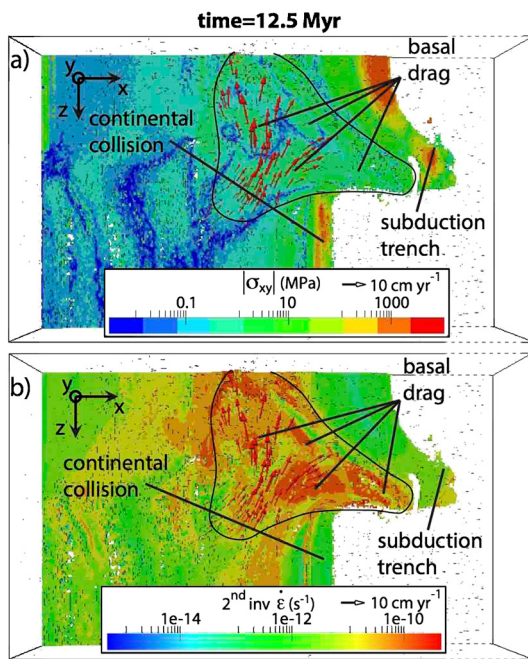 time=12.5 Myr
a)
y
x
z
basal
drag
continental
collision
subduction
trench
|σxy| (MPa) → 10 cm yr⁻¹
0.1 10 1000
b)
y
x
z
basal
drag
continental
collision
subduction
trench
2ⁿᵈ inv ε̇ (s⁻¹) → 10 cm yr⁻¹
1e-14 1e-12 1e-10